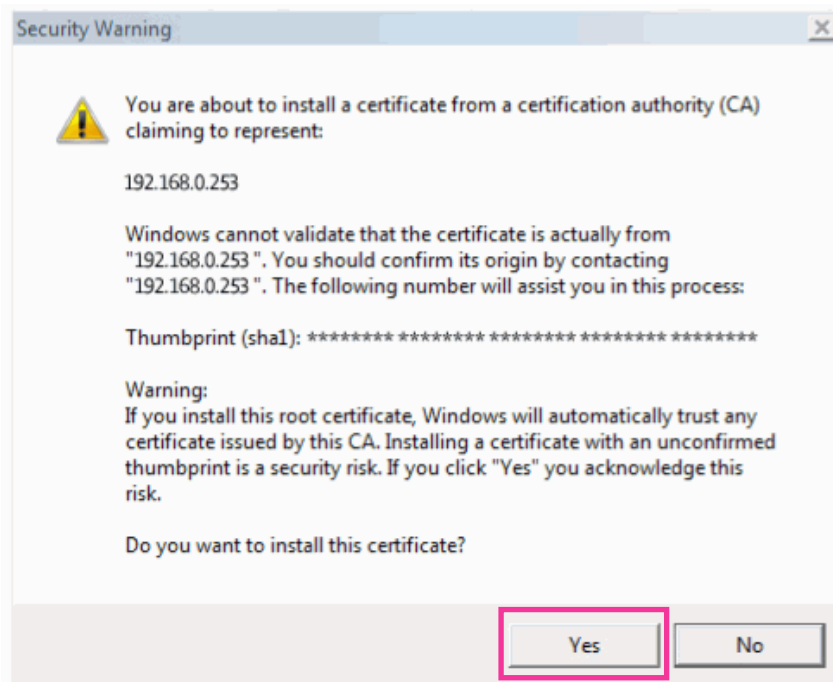 Security Warning
You are about to install a certificate from a certification authority (CA)
claiming to represent:
192.168.0.253
Windows cannot validate that the certificate is actually from
"192.168.0.253 ". You should confirm its origin by contacting
"192.168.0.253 ". The following number will assist you in this process:
Thumbprint (sha1): ******** ******** ******** ******** ********
Warning:
If you install this root certificate, Windows will automatically trust any
certificate issued by this CA. Installing a certificate with an unconfirmed
thumbprint is a security risk. If you click "Yes" you acknowledge this
risk.
Do you want to install this certificate?
Yes No